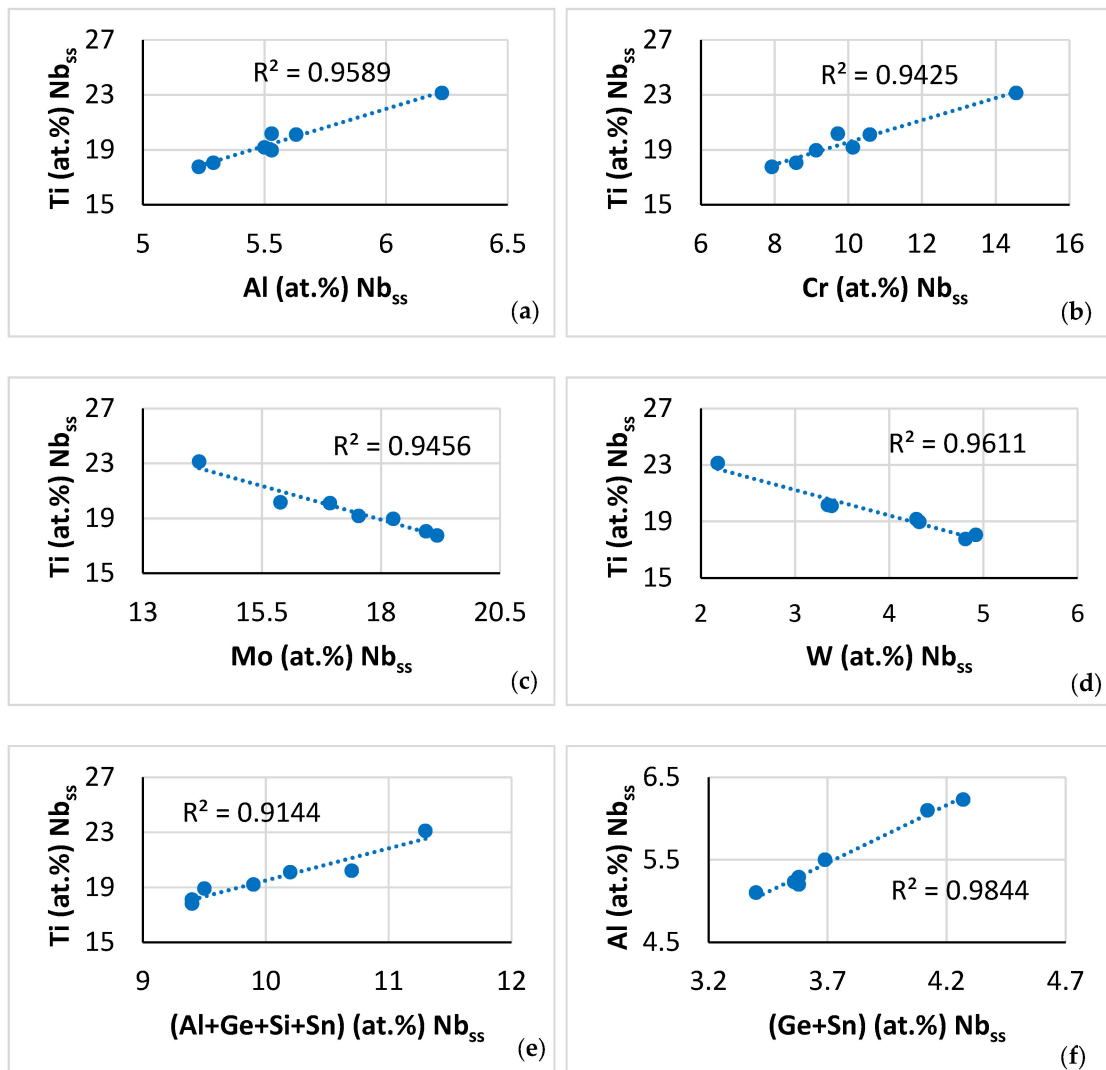 27
23
19
15
Ti (at.%) Nbss
R² = 0.9589
5
5.5
6
6.5
Al (at.%) Nbss
(a)
27
23
19
15
Ti (at.%) Nbss
R² = 0.9425
6
8
10
12
14
16
Cr (at.%) Nbss
(b)
27
23
19
15
Ti (at.%) Nbss
R² = 0.9456
13
15.5
18
20.5
Mo (at.%) Nbss
(c)
27
23
19
15
Ti (at.%) Nbss
R² = 0.9611
2
3
4
5
6
W (at.%) Nbss
(d)
27
23
19
15
Ti (at.%) Nbss
R² = 0.9144
9
10
11
12
(Al+Ge+Si+Sn) (at.%) Nbss
(e)
6.5
5.5
4.5
Al (at.%) Nbss
R² = 0.9844
3.2
3.7
4.2
4.7
(Ge+Sn) (at.%) Nbss
(f)